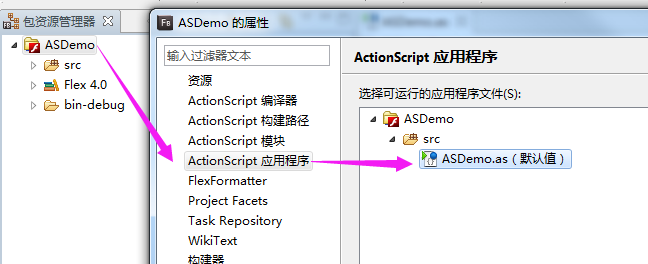 包资源管理器
ASDemo
src
Flex 4.0
bin-debug
FB
ASDemo 的属性
输入过滤器文本
资源
ActionScript 编译器
ActionScript 构建路径
ActionScript 模块
ActionScript 应用程序
FlexFormatter
Project Facets
Task Repository
WikiText
构建器
ActionScript 应用程序
选择可运行的应用程序文件(S):
ASDemo
src
ASDemo.as（默认值）